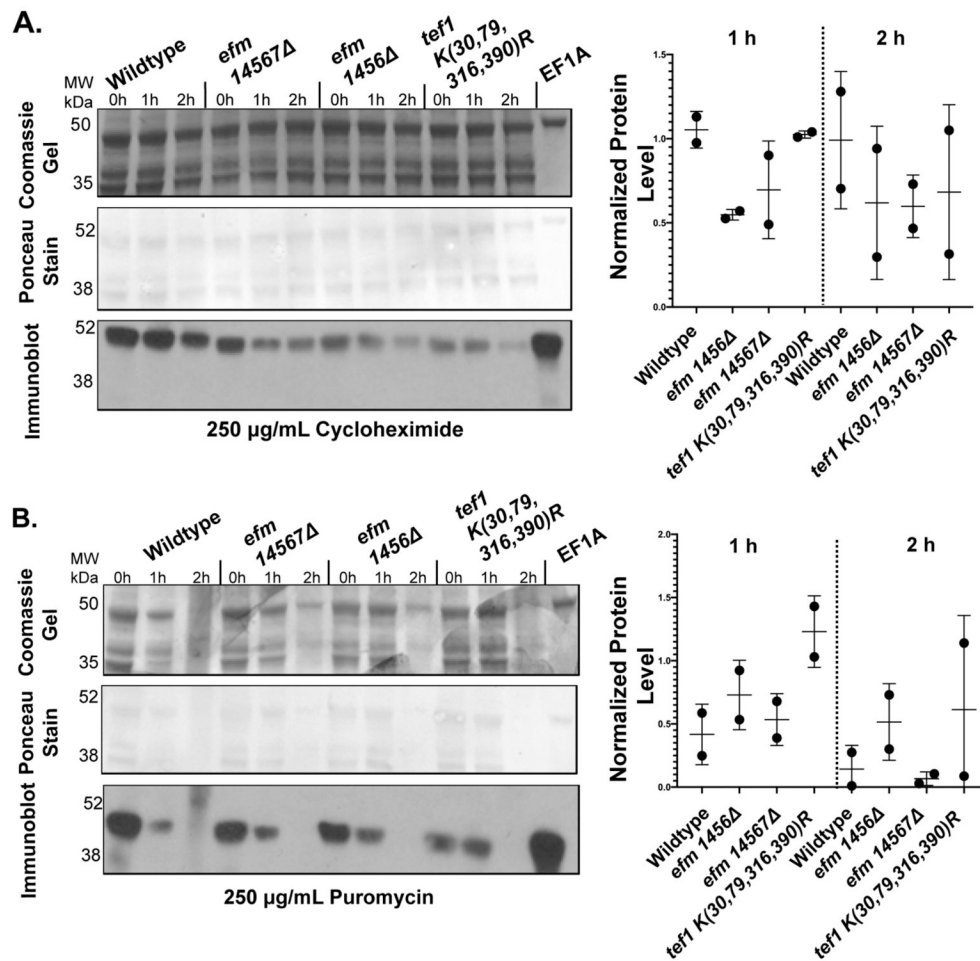 A.
Wildtype
efm
14567Δ
efm
1456Δ
tef1
K(30,79,
316,390)R
EF1A
MW
kDa
0h 1h 2h 0h 1h 2h 0h 1h 2h 0h 1h 2h
50
35
Coomassie
Gel
52
38
Ponceau
Stain
52
38
Immunoblot
250 µg/mL Cycloheximide
1 h 2 h
Normalized Protein
Level
1.5
1.0
0.5
0.0
Wildtype
efm 1456Δ
efm 14567Δ
tef1 K(30,79,316,390)R
Wildtype
efm 1456Δ
efm 14567Δ
tef1 K(30,79,316,390)R
B.
Wildtype
efm
14567Δ
efm
1456Δ
tef1
K(30,79,
316,390)R
EF1A
MW
kDa
0h 1h 2h 0h 1h 2h 0h 1h 2h 0h 1h 2h
50
35
Coomassie
Gel
52
38
Ponceau
Stain
52
38
Immunoblot
250 µg/mL Puromycin
1 h 2 h
Normalized Protein
Level
2.0
1.5
1.0
0.5
0.0
Wildtype
efm 1456Δ
efm 14567Δ
tef1 K(30,79,316,390)R
Wildtype
efm 1456Δ
efm 14567Δ
tef1 K(30,79,316,390)R